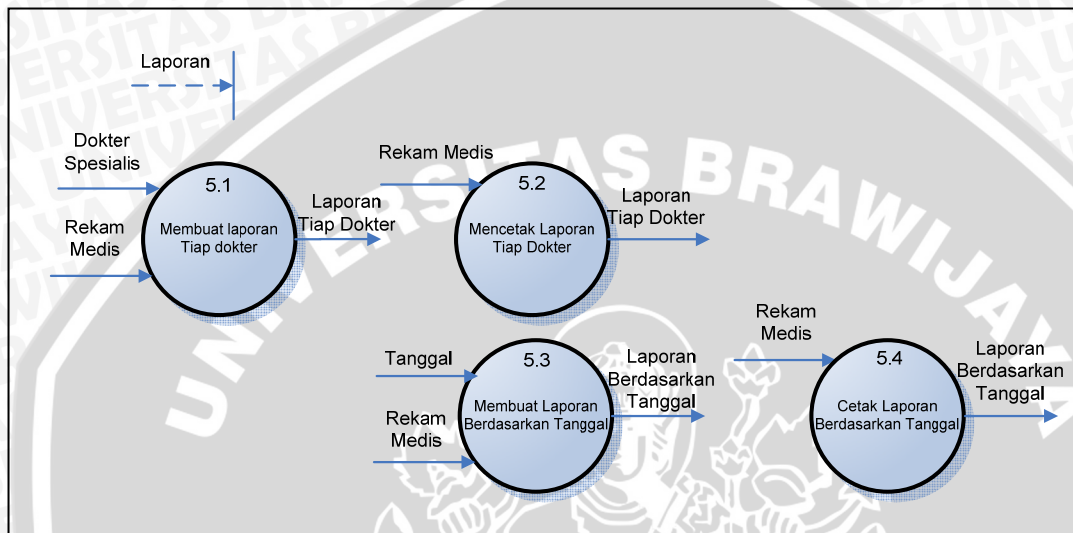 Laporan
Dokter
Spesialis
Rekam
Medis
5.1
Membuat laporan
Tiap dokter
Laporan
Tiap Dokter
Rekam Medis
5.2
Mencetak Laporan
Tiap Dokter
Laporan
Tiap Dokter
Tanggal
Rekam
Medis
5.3
Membuat Laporan
Berdasarkan Tanggal
Laporan
Berdasarkan
Tanggal
Rekam
Medis
5.4
Cetak Laporan
Berdasarkan Tanggal
Laporan
Berdasarkan
Tanggal
UNIVERSITAS BRAWIJAYA